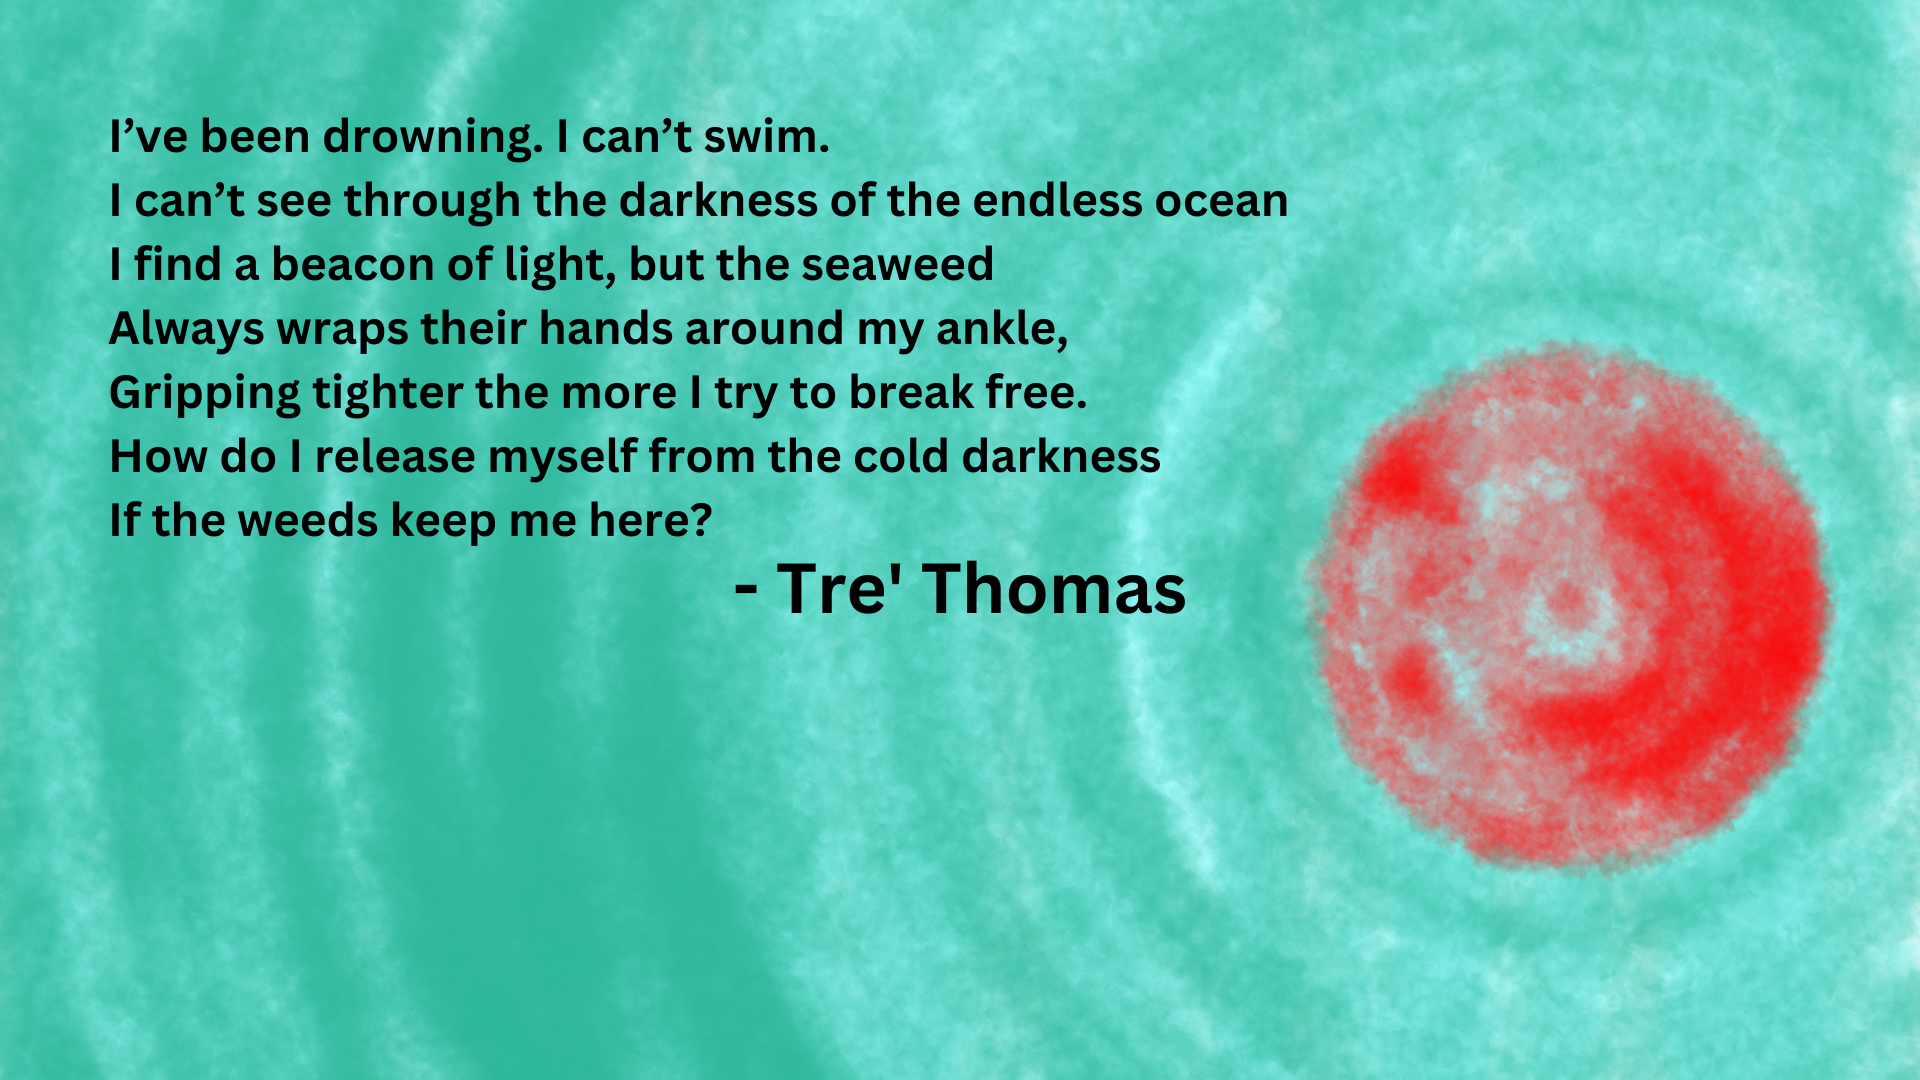 I’ve been drowning. I can’t swim.
I can’t see through the darkness of the endless ocean
I find a beacon of light, but the seaweed
Always wraps their hands around my ankle,
Gripping tighter the more I try to break free.
How do I release myself from the cold darkness
If the weeds keep me here?
- Tre' Thomas